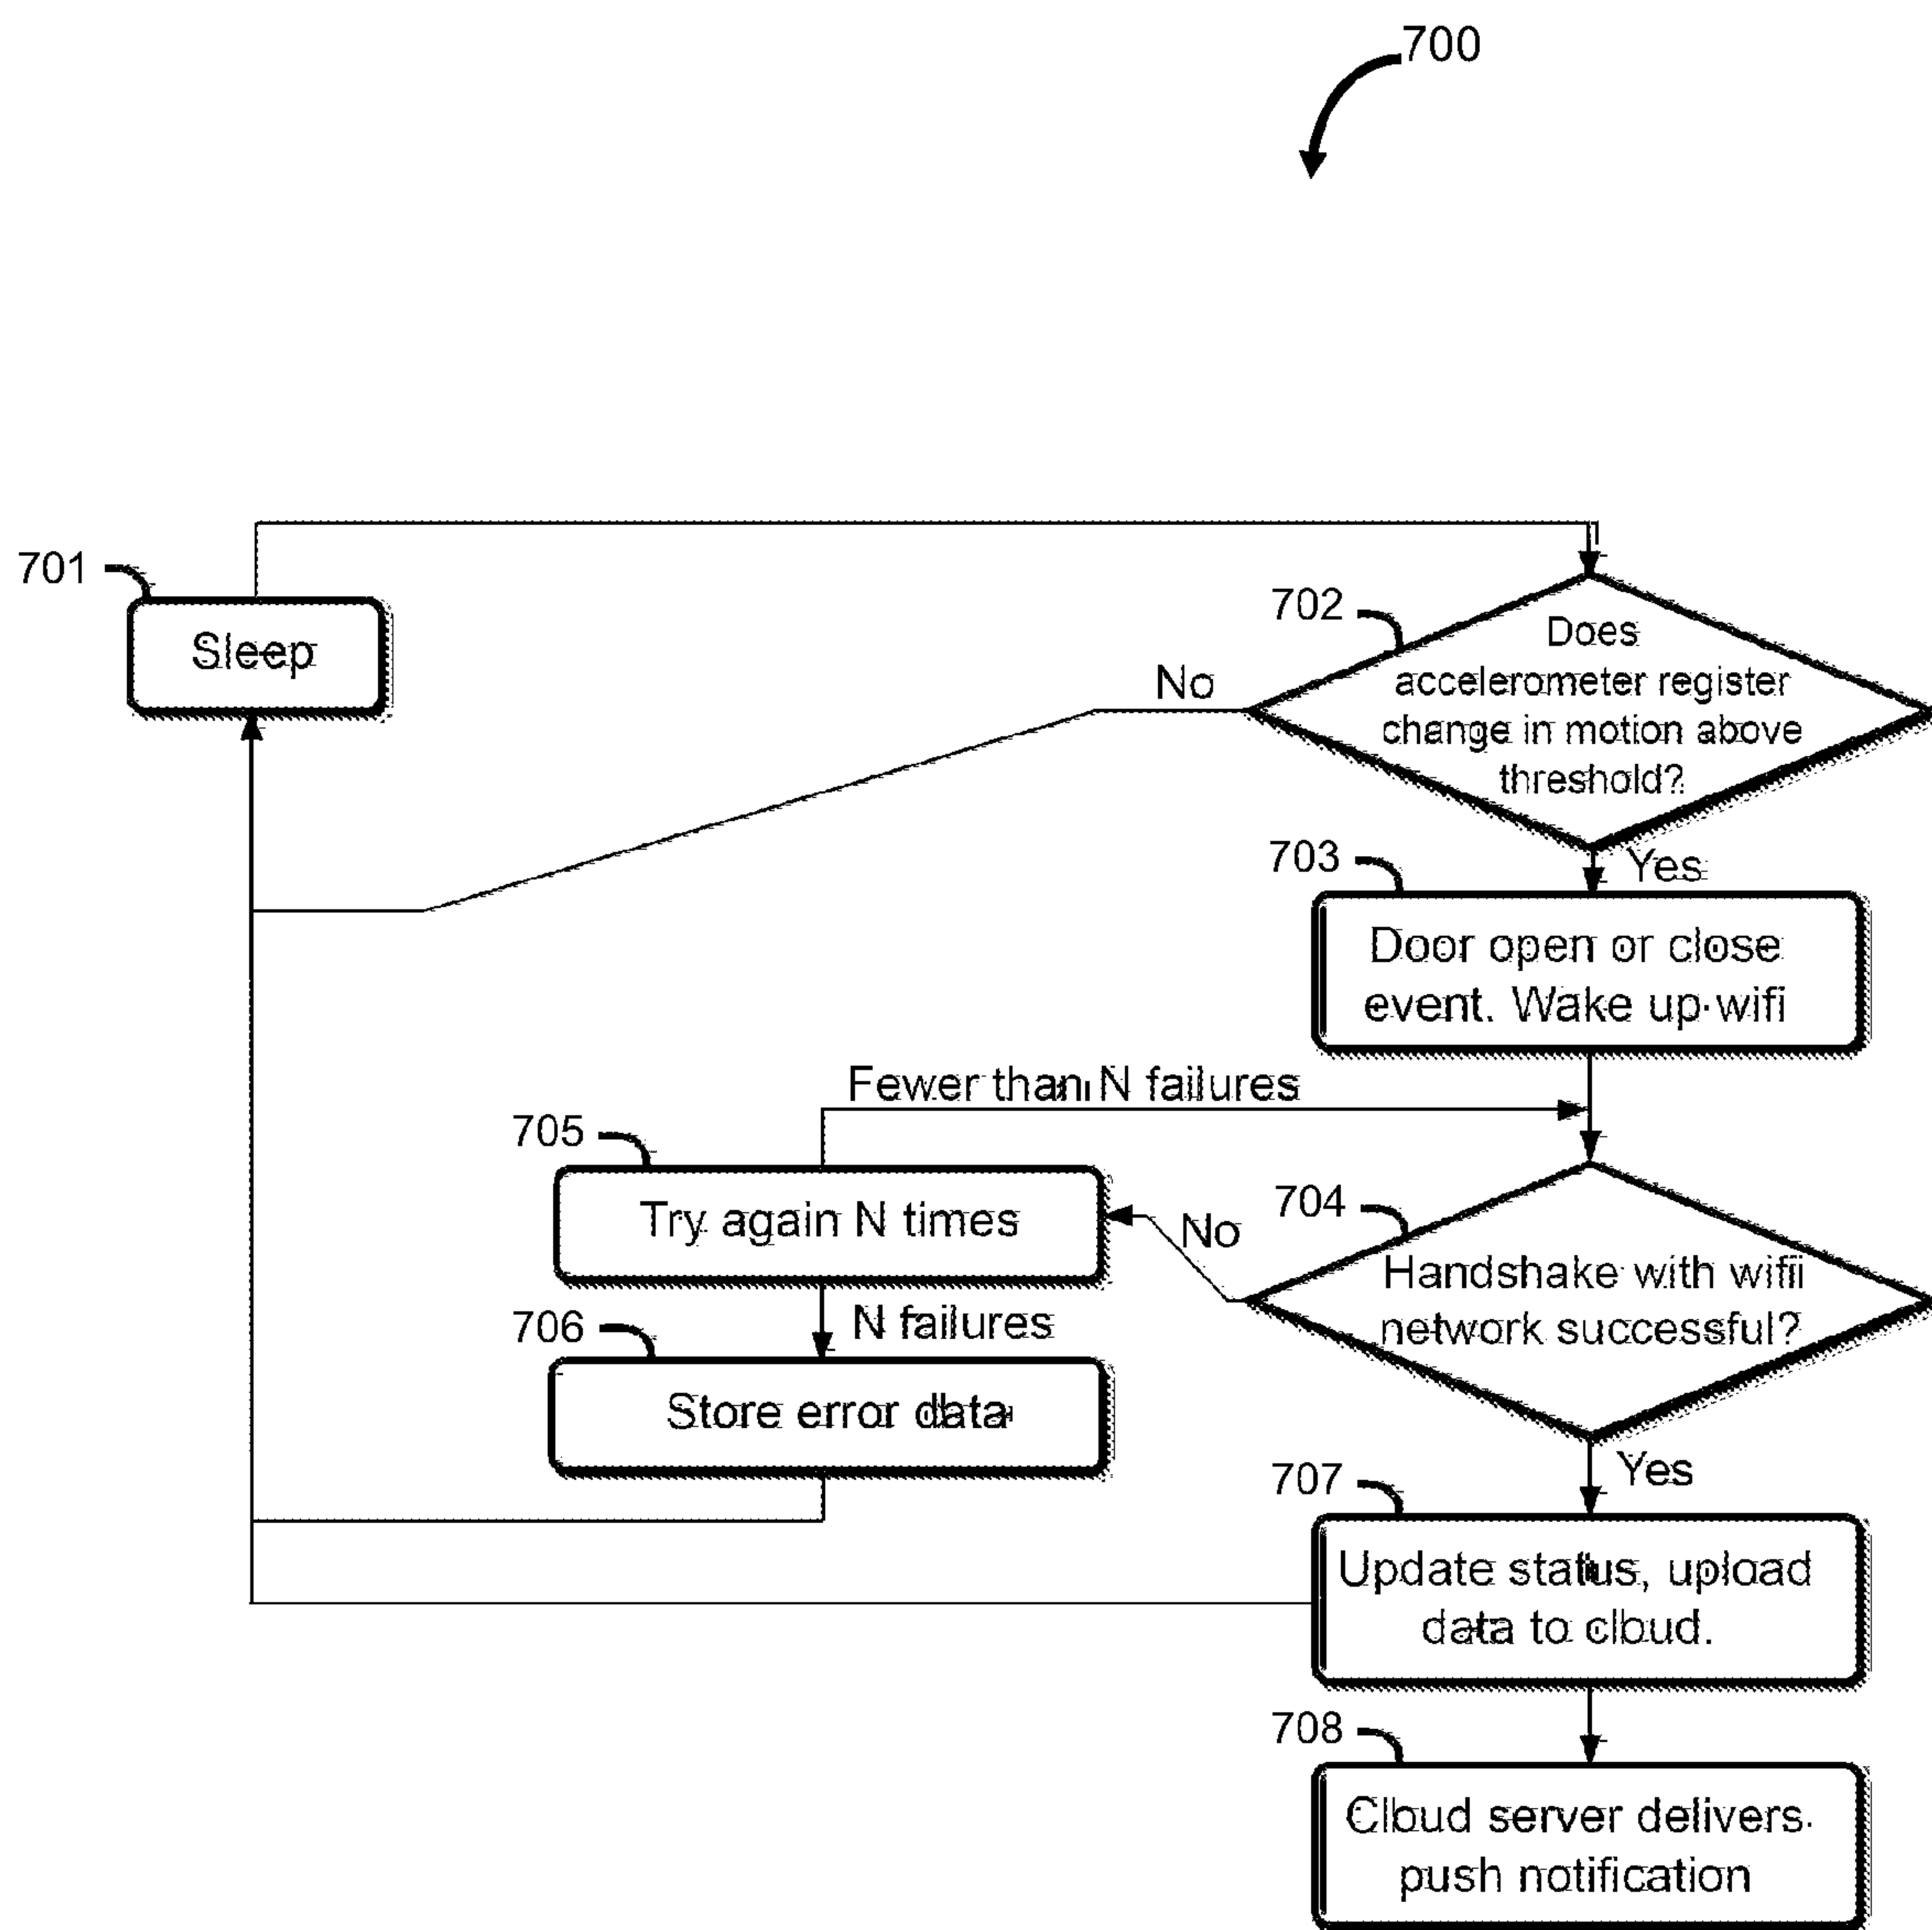 700
701
Sleep
702
Does
accelerometer register
change in motion above
threshold?
No
Yes
703
Door open or close
event. Wake up wifi
Fewer than N failures
705
Try again N times
No
704
Handshake with wifi
network successful?
N failures
706
Store error data
Yes
707
Update status, upload
data to cloud.
708
Cloud server delivers
push notification